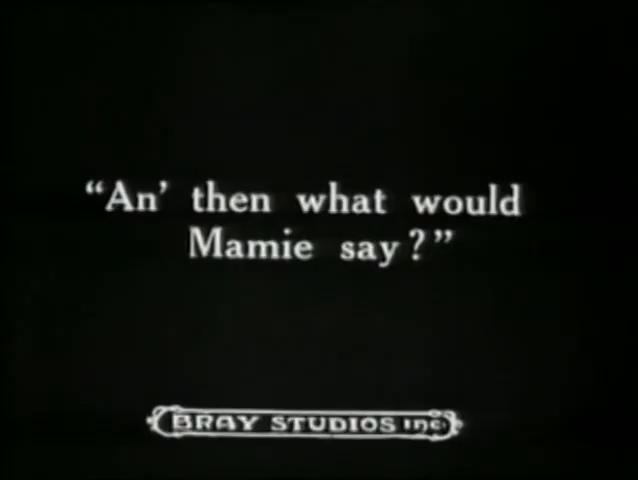 “An’ then what would
Mamie say?”
BRAY STUDIOS Inc